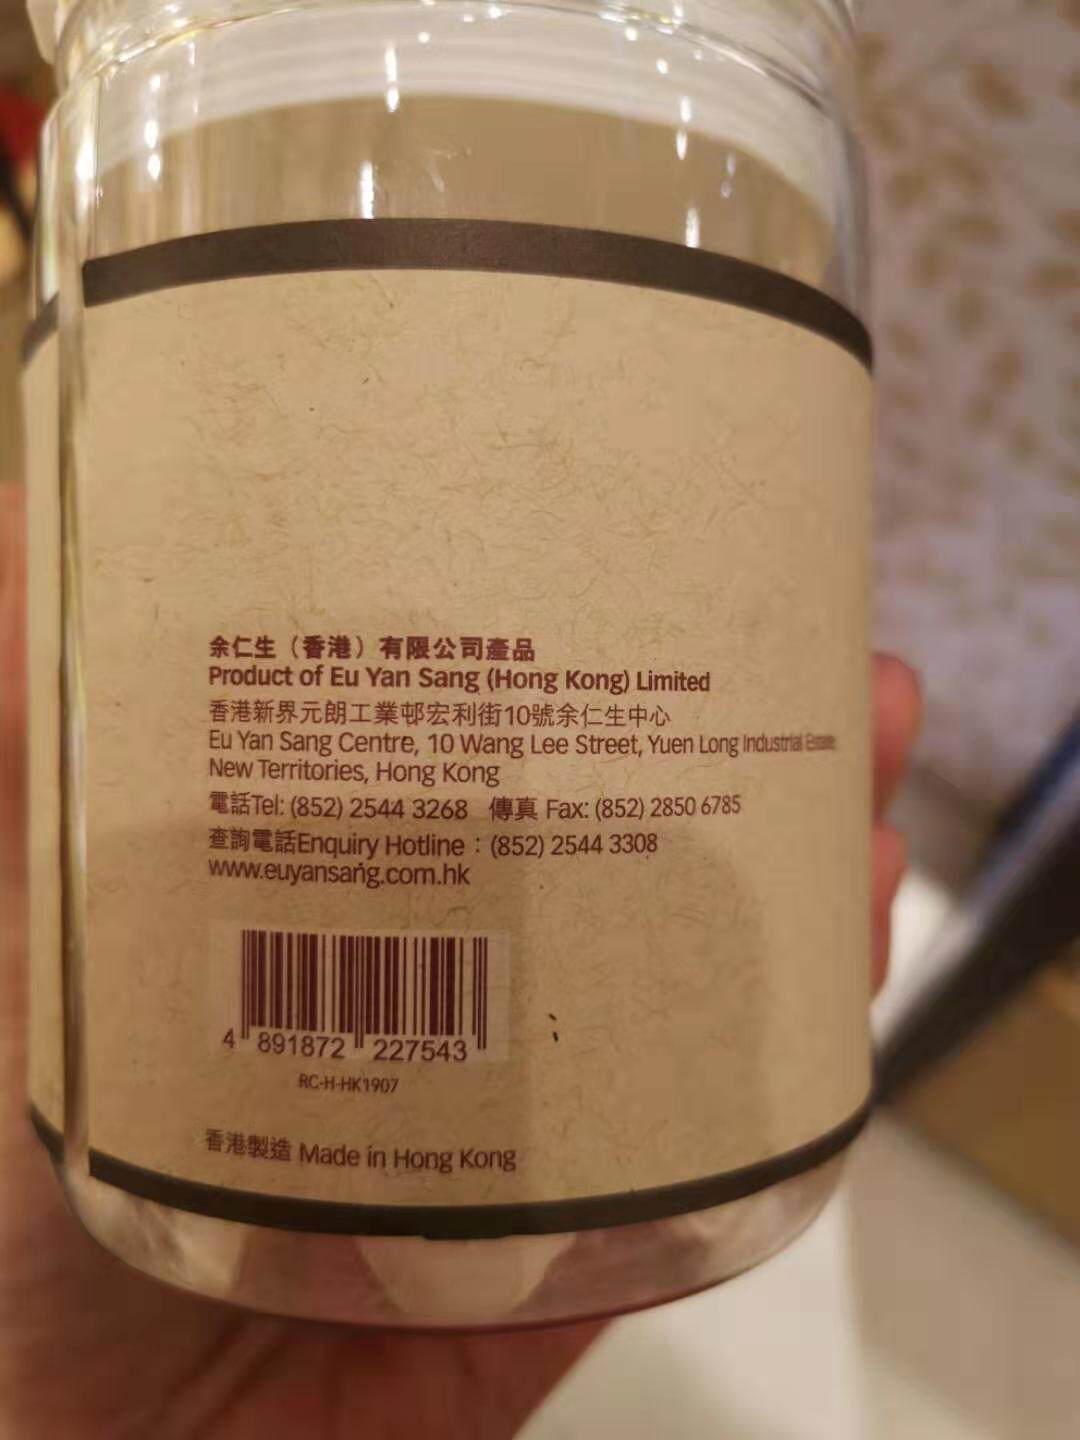 余仁生（香港）有限公司產品
Product of Eu Yan Sang (Hong Kong) Limited
香港新界元朗工業邨宏利街10號余仁生中心
Eu Yan Sang Centre, 10 Wang Lee Street, Yuen Long Industrial Estate
New Territories, Hong Kong
電話Tel: (852) 2544 3268 傳真 Fax: (852) 2850 6785
查詢電話Enquiry Hotline：(852) 2544 3308
www.euyansang.com.hk
4 891872 227543
RC-H-HK1907
香港製造 Made in Hong Kong